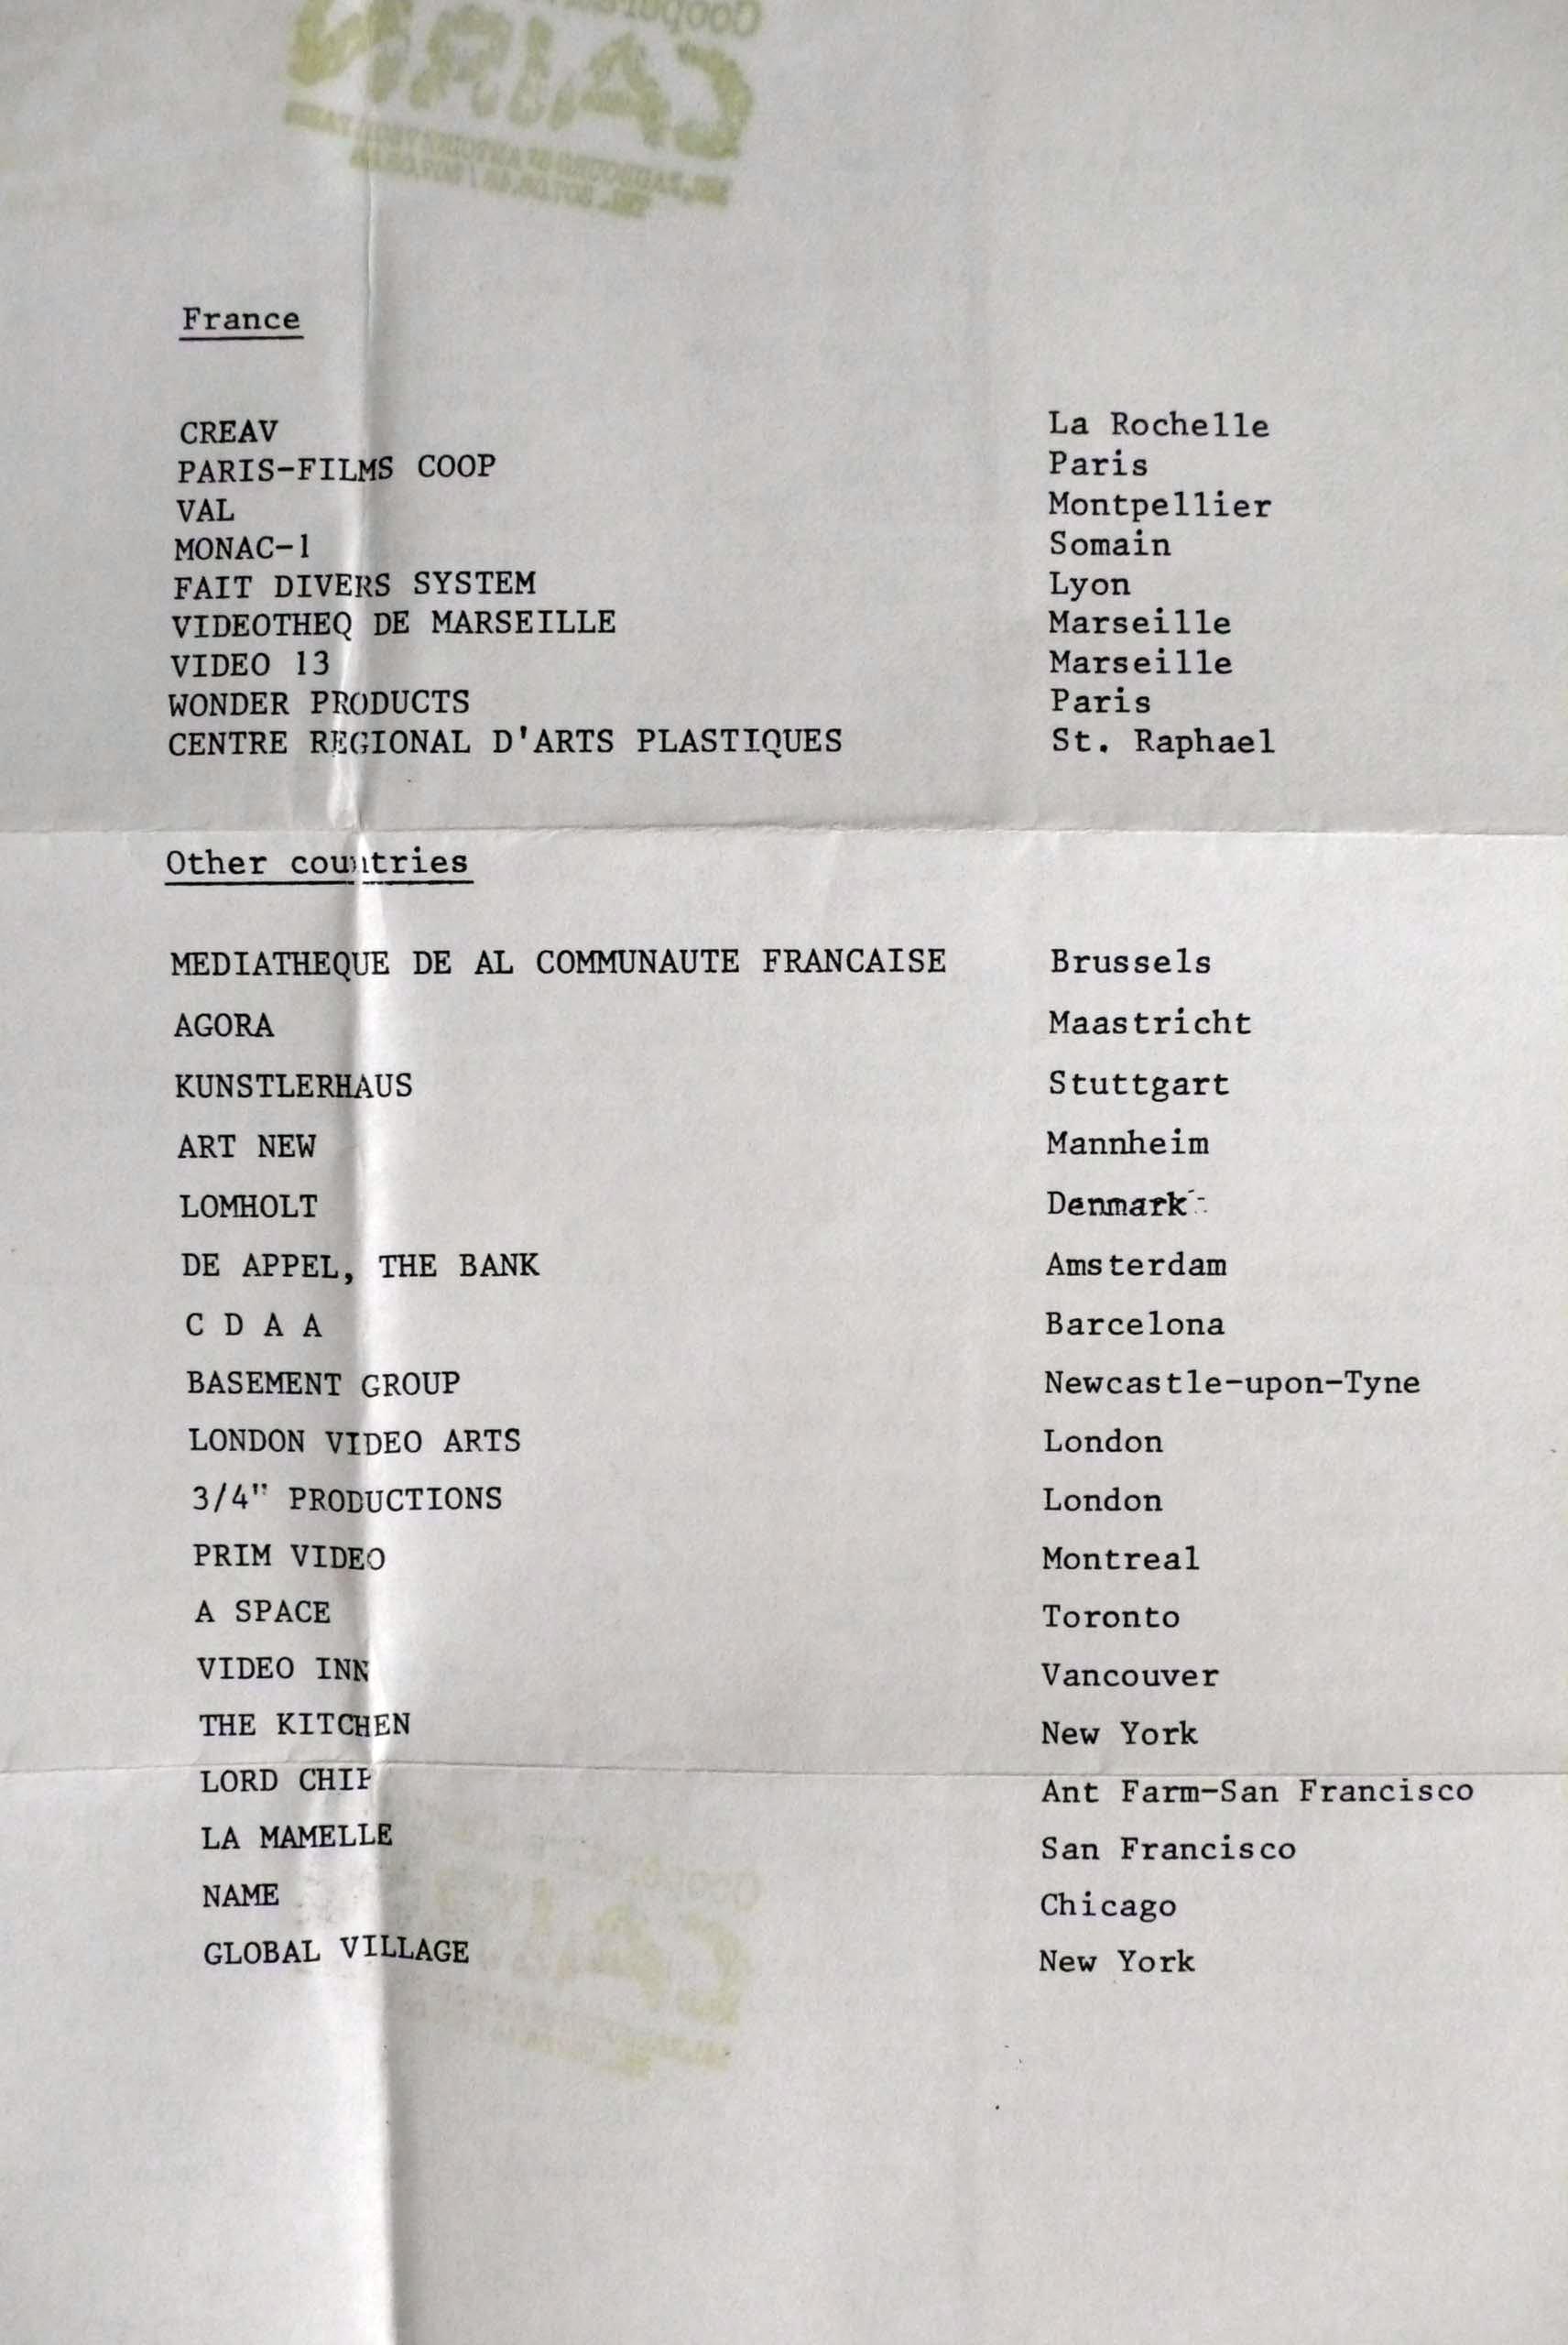 CAIRN
France
CREAV La Rochelle
PARIS-FILMS COOP Paris
VAL Montpellier
MONAC-1 Somain
FAIT DIVERS SYSTEM Lyon
VIDEOTHEQ DE MARSEILLE Marseille
VIDEO 13 Marseille
WONDER PRODUCTS Paris
CENTRE REGIONAL D'ARTS PLASTIQUES St. Raphael
Other countries
MEDIATHEQUE DE AL COMMUNAUTE FRANCAISE Brussels
AGORA Maastricht
KUNSTLERHAUS Stuttgart
ART NEW Mannheim
LOMHOLT Denmark
DE APPEL, THE BANK Amsterdam
C D A A Barcelona
BASEMENT GROUP Newcastle-upon-Tyne
LONDON VIDEO ARTS London
3/4" PRODUCTIONS London
PRIM VIDEO Montreal
A SPACE Toronto
VIDEO INN Vancouver
THE KITCHEN New York
LORD Ant Farm-San Francisco
LA MAMELLE San Francisco
NAME Chicago
GLOBAL VILLAGE New York